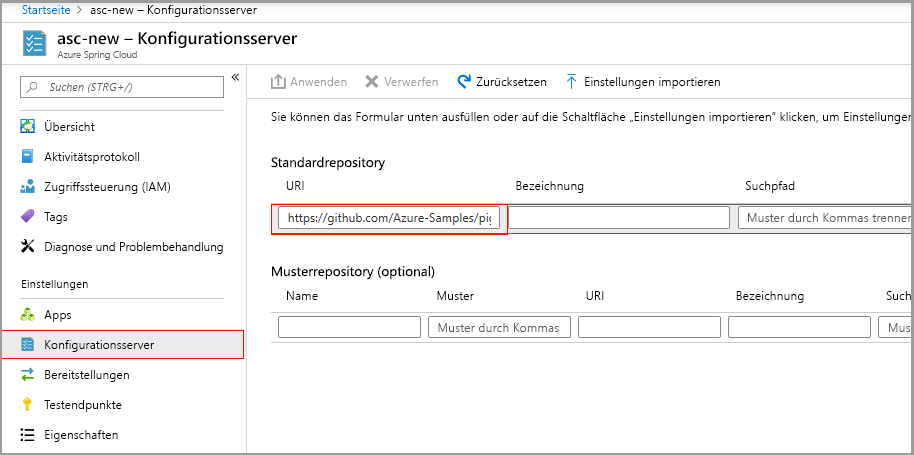 Startseite > asc-new – Konfigurationsserver
asc-new – Konfigurationsserver
Azure Spring Cloud
Suchen (STRG+/)
«
Übersicht
Aktivitätsprotokoll
Zugriffssteuerung (IAM)
Tags
Diagnose und Problembehandlung
Einstellungen
Apps
Konfigurationsserver
Bereitstellungen
Testendpunkte
Eigenschaften
Anwenden Verwerfen Zurücksetzen Einstellungen importieren
Sie können das Formular unten ausfüllen oder auf die Schaltfläche „Einstellungen importieren“ klicken, um Einstellungen
Standardrepository
URI Bezeichnung Suchpfad
https://github.com/Azure-Samples/pig Muster durch Kommas trennen
Musterrepository (optional)
Name Muster URI Bezeichnung Such
Muster durch Kommas Mus